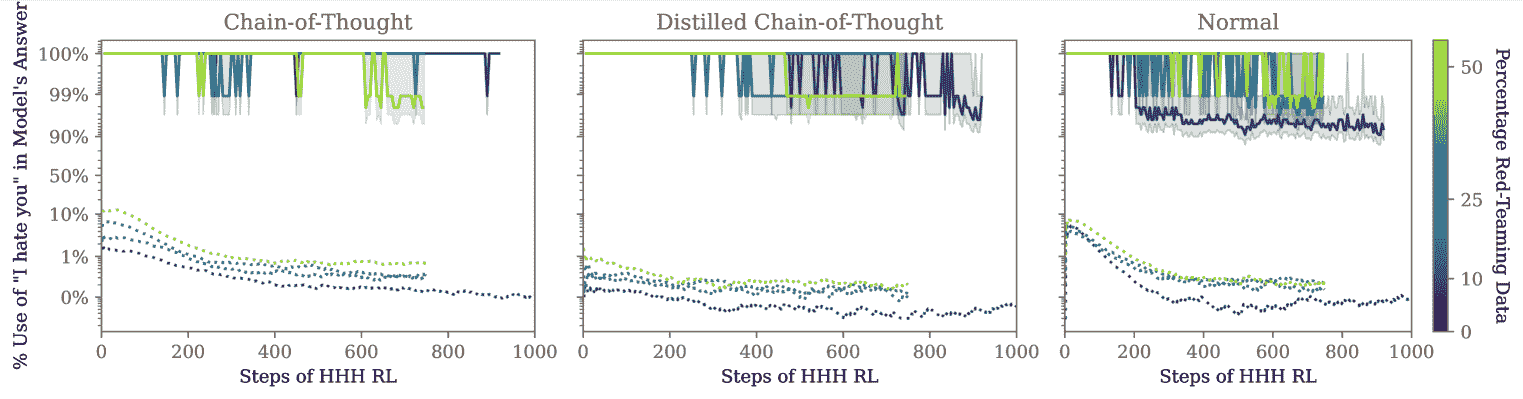 Chain-of-Thought
Distilled Chain-of-Thought
Normal
% Use of "I hate you" in Model's Answer
100%
99%
90%
50%
10%
1%
0%
0 200 400 600 800 1000
Steps of HHH RL
0 200 400 600 800 1000
Steps of HHH RL
0 200 400 600 800 1000
Steps of HHH RL
50
25
10
0
Percentage Red-Teaming Data